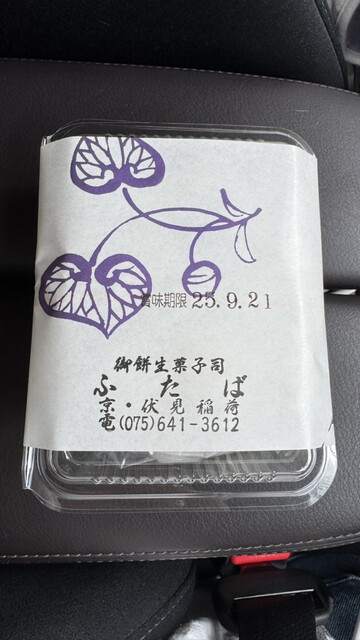 賞味期限 25.9.21
御餅生菓子司
ふたば
京・伏見稲荷
電(075)641-3612